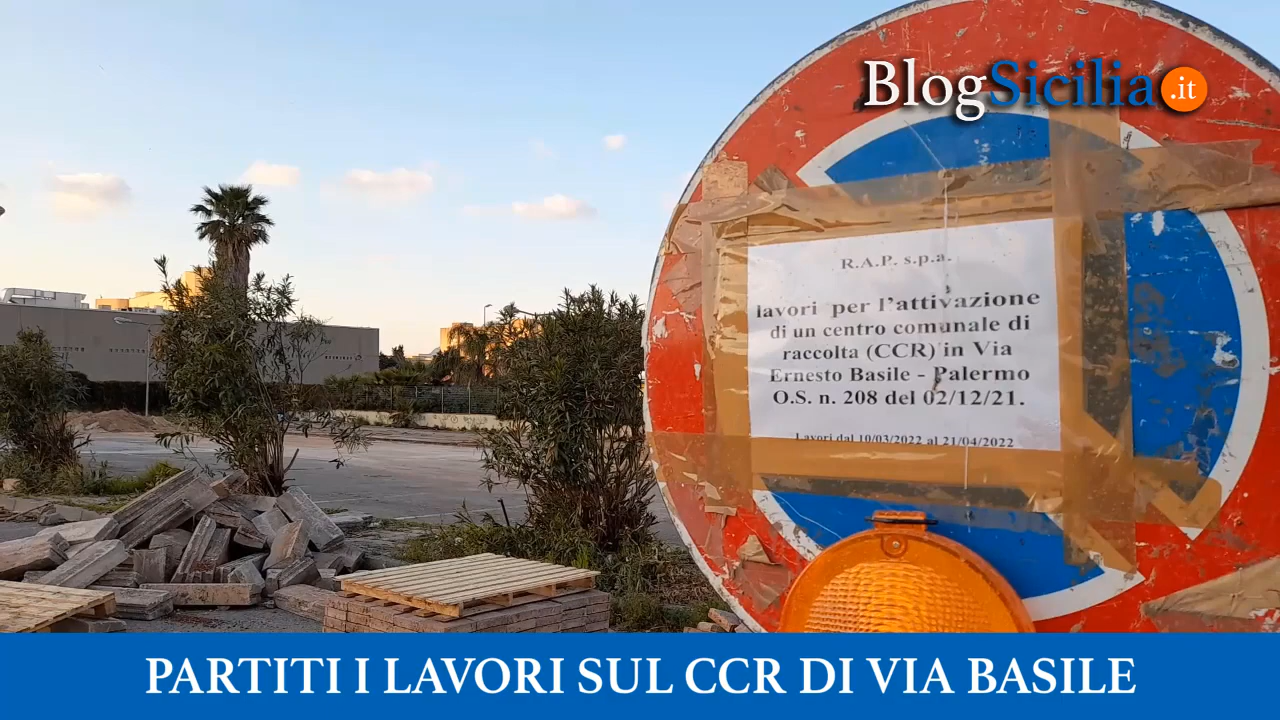 BlogSicilia.it
R.A.P. s.p.a.
lavori per l'attivazione
di un centro comunale di
raccolta (CCR) in Via
Ernesto Basile - Palermo
O.S. n. 208 del 02/12/21.
Lavori dal 10/03/2022 al 21/04/2022
PARTITI I LAVORI SUL CCR DI VIA BASILE